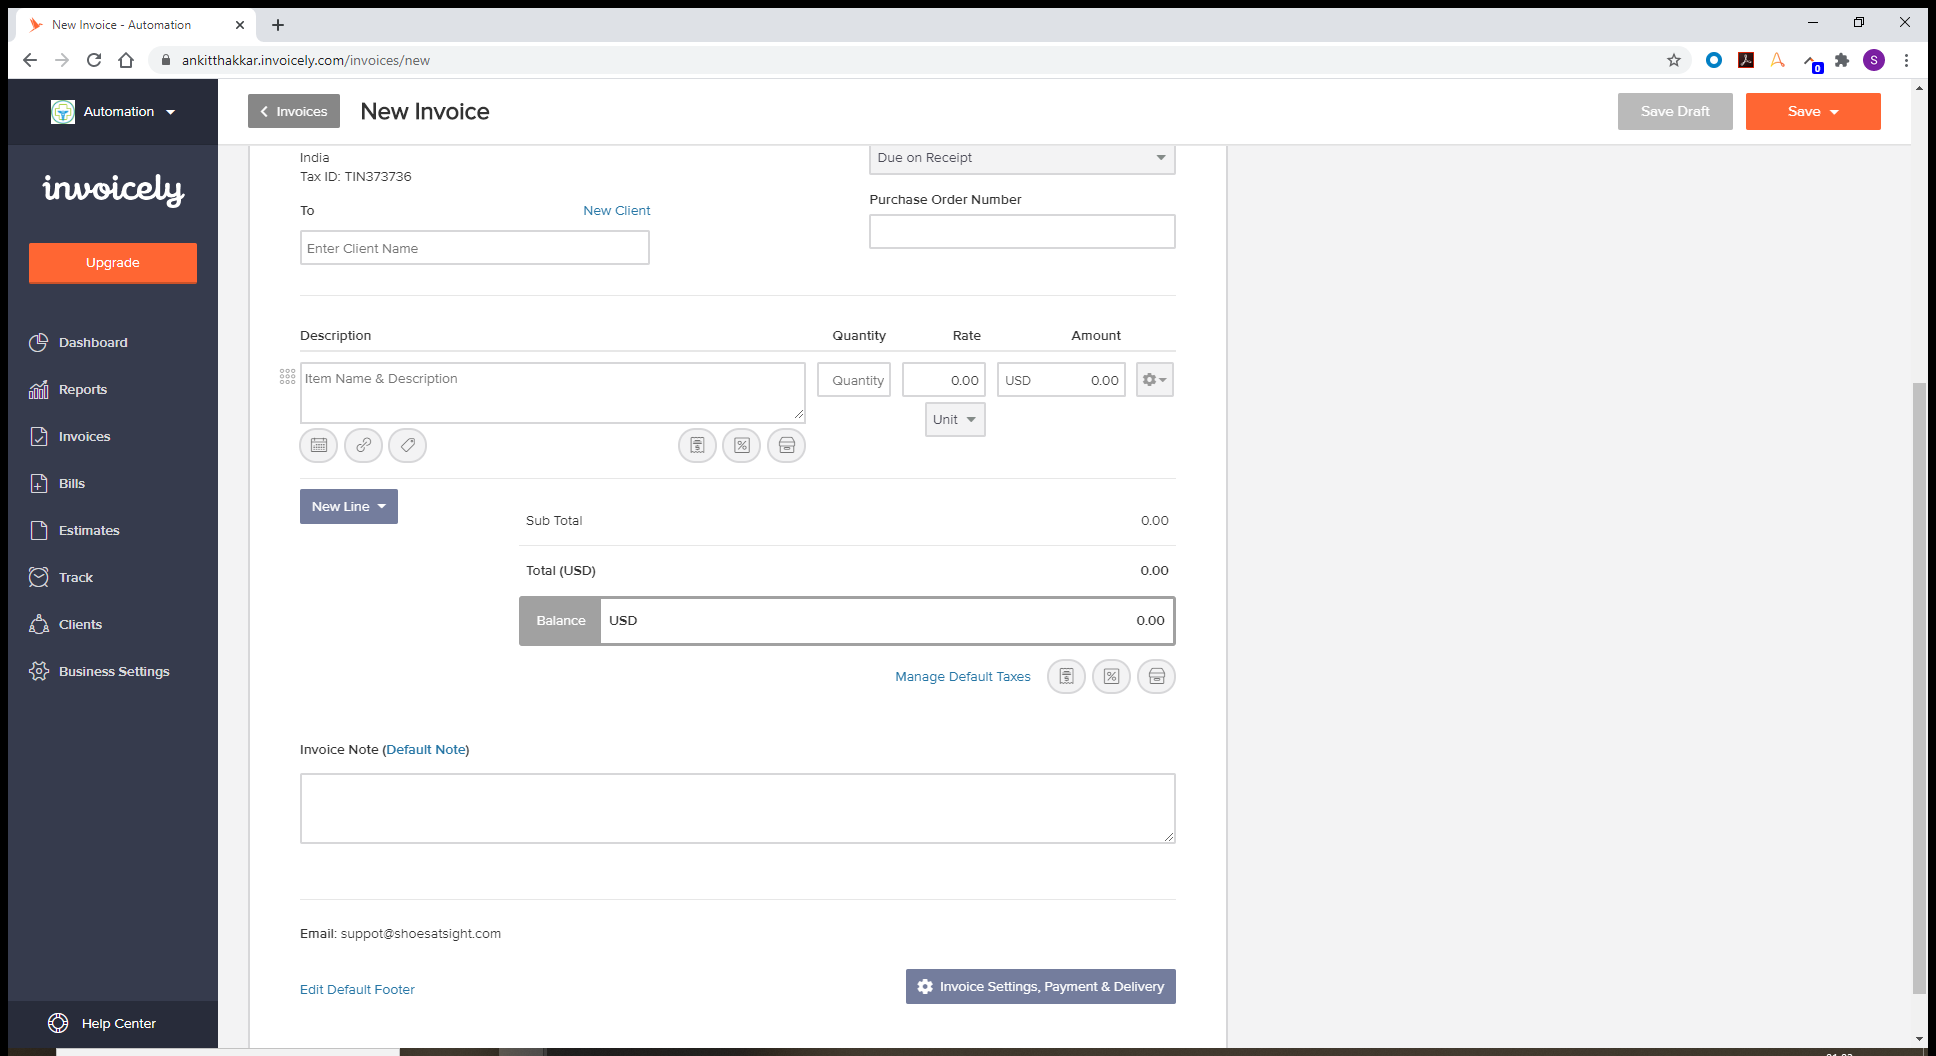 New Invoice - Automation
ankitthakkar.invoicely.com/invoices/new
0
S
Automation
Invoices
New Invoice
Save Draft
Save
invoicely
Upgrade
Dashboard
Reports
Invoices
Bills
Estimates
Track
Clients
Business Settings
Help Center
India
Tax ID: TIN373736
Due on Receipt
To
New Client
Purchase Order Number
Enter Client Name
Description
Quantity
Rate
Amount
Item Name & Description
Quantity
0.00
USD
0.00
Unit
New Line
Sub Total
0.00
Total (USD)
0.00
Balance
USD
0.00
Manage Default Taxes
Invoice Note (Default Note)
Email: suppot@shoesatsight.com
Edit Default Footer
Invoice Settings, Payment & Delivery